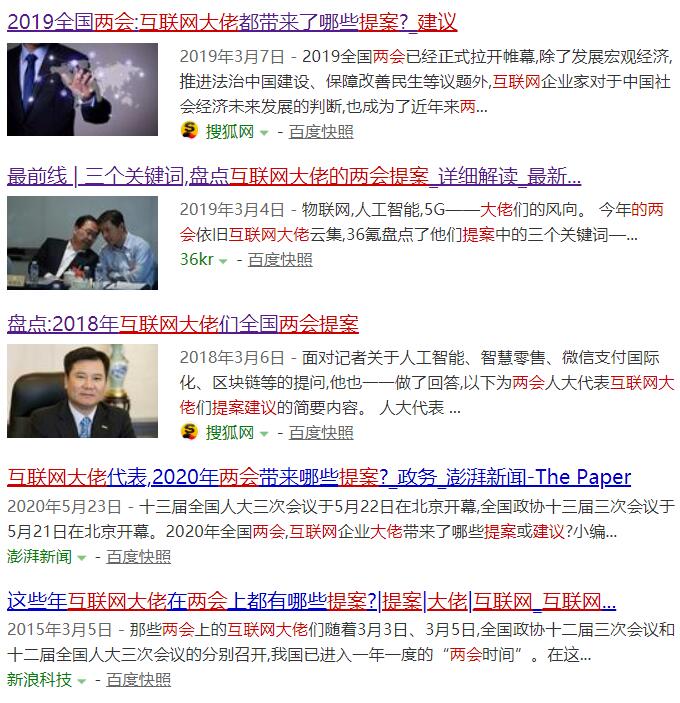 2019全国两会:互联网大佬都带来了哪些提案?_建议
2019年3月7日 - 2019全国两会已经正式拉开帷幕,除了发展宏观经济,
推进法治中国建设、保障改善民生等议题外,互联网企业家对于中国社
会经济未来发展的判断,也成为了近年来两...
搜狐网 - 百度快照
最前线 | 三个关键词,盘点互联网大佬的两会提案_详细解读_最新...
2019年3月4日 - 物联网,人工智能,5G——大佬们的风向。 今年的两
会依旧互联网大佬云集,36氪盘点了他们提案中的三个关键词—...
36kr - 百度快照
盘点:2018年互联网大佬们全国两会提案
2018年3月6日 - 面对记者关于人工智能、智慧零售、微信支付国际
化、区块链等的提问,他也一一做了回答,以下为两会人大代表互联网大
佬们提案建议的简要内容。 人大代表 ...
搜狐网 - 百度快照
互联网大佬代表,2020年两会带来哪些提案?_政务_澎湃新闻-The Paper
2020年5月23日 - 十三届全国人大三次会议于5月22日在北京开幕,全国政协十三届三次会议于
5月21日在北京开幕。2020年全国两会,互联网企业大佬带来了哪些提案或建议?小编...
澎湃新闻 - 百度快照
这些年互联网大佬在两会上都有哪些提案?|提案|大佬|互联网_互联网...
2015年3月5日 - 那些两会上的互联网大佬们随着3月3日、3月5日,全国政协十二届三次会议和
十二届全国人大三次会议的分别召开,我国已进入一年一度的“两会时间”。在这...
新浪科技 - 百度快照